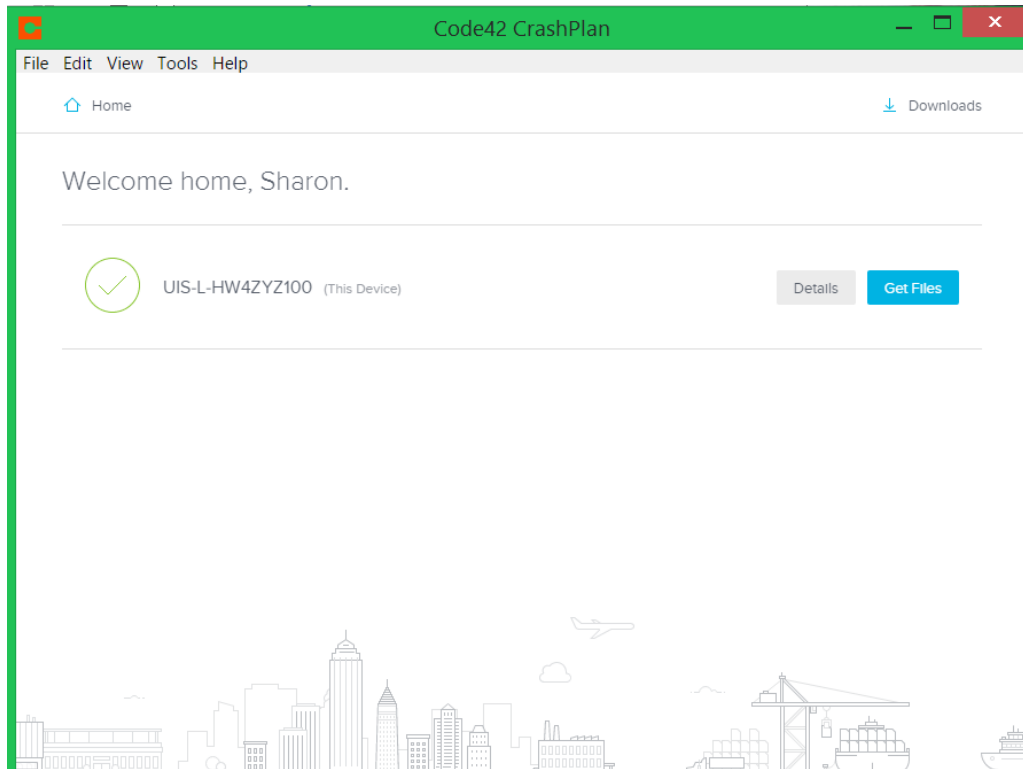 Code42 CrashPlan
File Edit View Tools Help
Home
Downloads
Welcome home, Sharon.
UIS-L-HW4ZYZ100 (This Device)
Details
Get Files